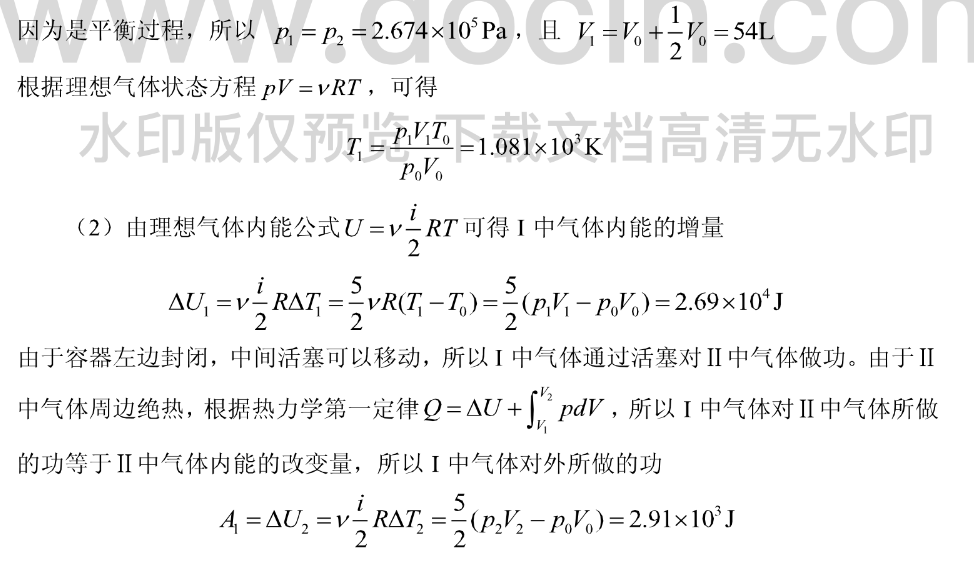 www.docin.com
因为是平衡过程，所以 p₁ = p₂ = 2.674×10⁵ Pa，且 V₁ = V₀ + 1/2 V₀ = 54L
根据理想气体状态方程 pV = νRT，可得
水印版仅预览 下载文档高清无水印
T₁ = p₁V₁T₀ / p₀V₀ = 1.081×10³ K
（2）由理想气体内能公式 U = ν i/2 RT 可得 I 中气体内能的增量
ΔU₁ = ν i/2 RΔT₁ = 5/2 νR(T₁ − T₀) = 5/2 (p₁V₁ − p₀V₀) = 2.69×10⁴ J
由于容器左边封闭，中间活塞可以移动，所以 I 中气体通过活塞对 II 中气体做功。由于 II
中气体周边绝热，根据热力学第一定律 Q = ΔU + ∫_{V₁}^{V₂} pdV，所以 I 中气体对 II 中气体所做
的功等于 II 中气体内能的改变量，所以 I 中气体对外所做的功
A₁ = ΔU₂ = ν i/2 RΔT₂ = 5/2 (p₂V₂ − p₀V₀) = 2.91×10³ J